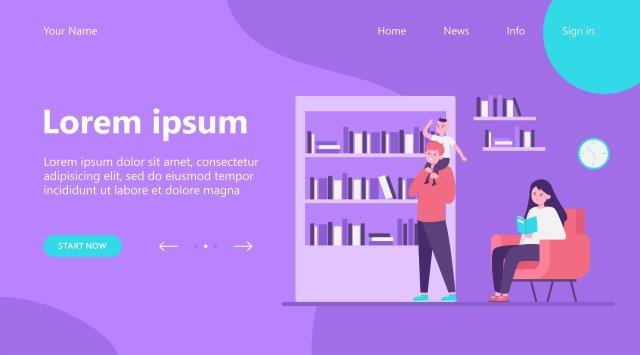 Your Name
Home
News
Info
Sign in
Lorem ipsum
Lorem ipsum dolor sit amet, consectetur
adipisicing elit, sed do eiusmod tempor
incididunt ut labore et dolore magna
START NOW